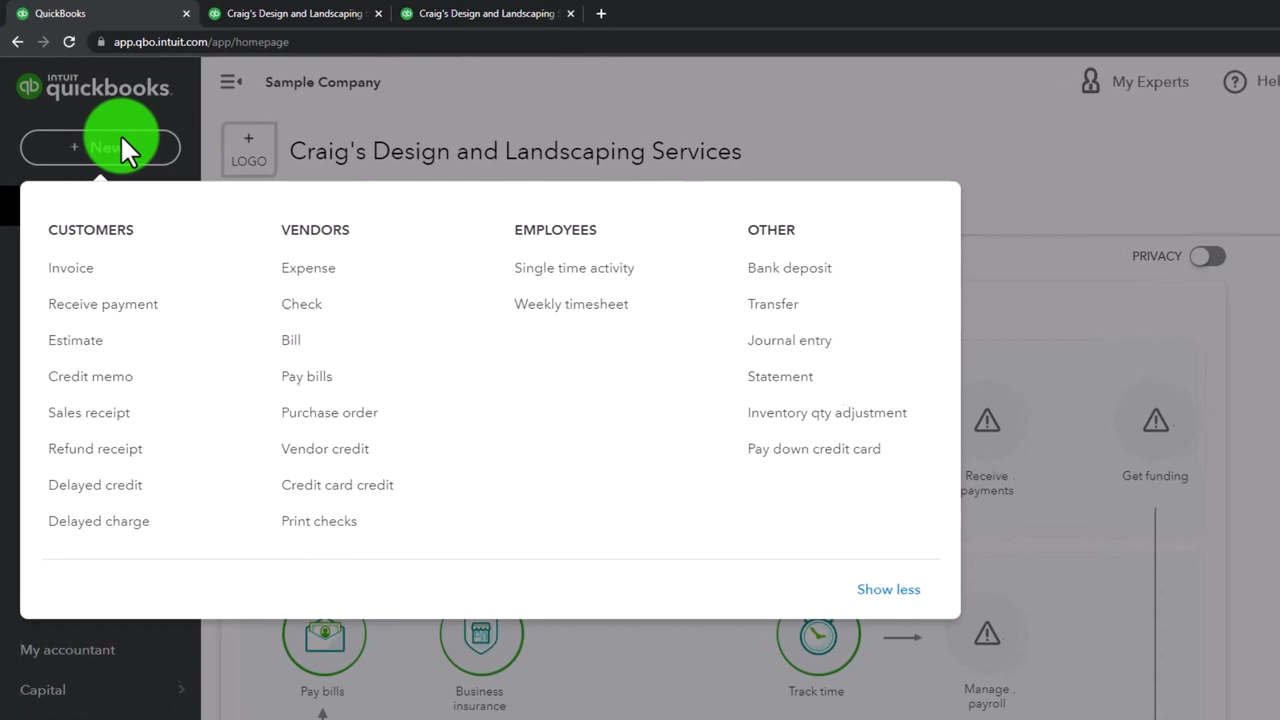 QuickBooks
Craig's Design and Landscaping
Craig's Design and Landscaping
app.qbo.intuit.com/app/homepage
INTUIT
quickbooks.
Sample Company
My Experts
Hel
+ New
+
LOGO
Craig's Design and Landscaping Services
PRIVACY
CUSTOMERS
Invoice
Receive payment
Estimate
Credit memo
Sales receipt
Refund receipt
Delayed credit
Delayed charge
VENDORS
Expense
Check
Bill
Pay bills
Purchase order
Vendor credit
Credit card credit
Print checks
EMPLOYEES
Single time activity
Weekly timesheet
OTHER
Bank deposit
Transfer
Journal entry
Statement
Inventory qty adjustment
Pay down credit card
Show less
Receive
payments
Get funding
My accountant
Capital
Pay bills
Business
insurance
Track time
Manage
payroll